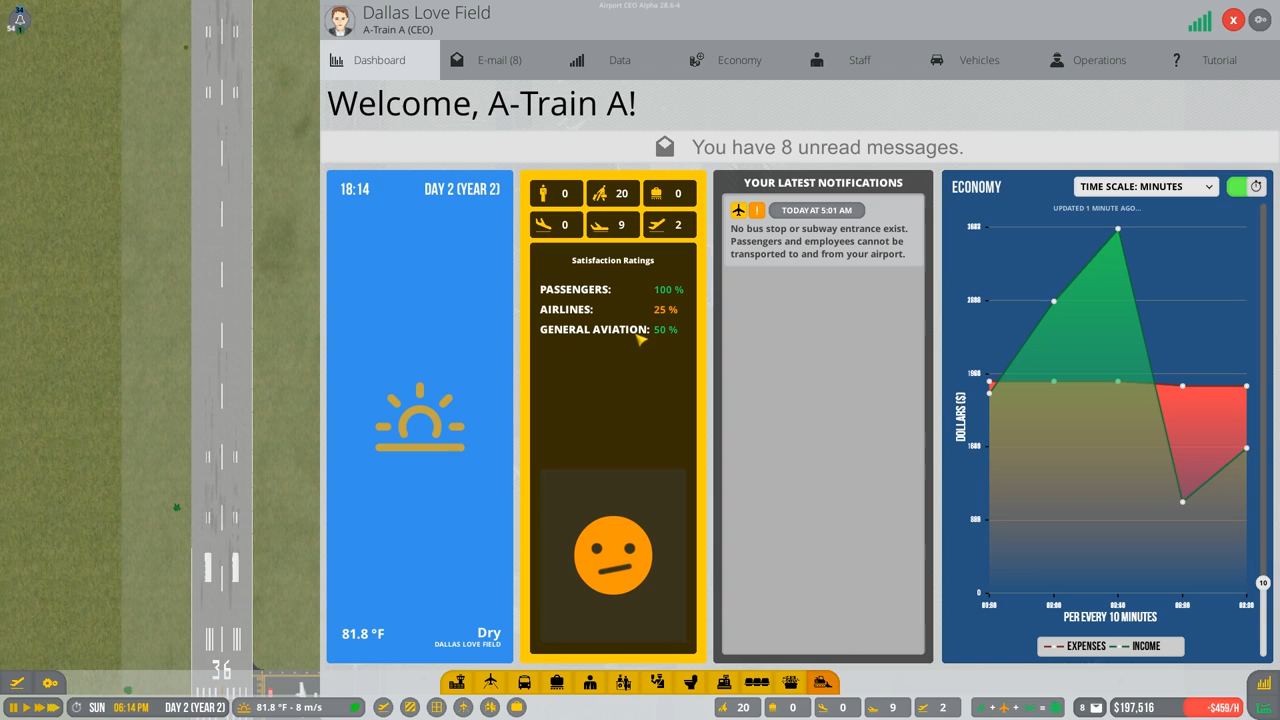 Airport CEO Alpha 28.6-4
34
54
1
Dallas Love Field
A-Train A (CEO)
X
Dashboard
E-mail (8)
Data
Economy
Staff
Vehicles
Operations
?
Tutorial
Welcome, A-Train A!
You have 8 unread messages.
18:14
DAY 2 (YEAR 2)
81.8 °F
Dry
DALLAS LOVE FIELD
0
20
0
0
9
2
Satisfaction Ratings
PASSENGERS: 100 %
AIRLINES: 25 %
GENERAL AVIATION: 50 %
YOUR LATEST NOTIFICATIONS
!
TODAY AT 5:01 AM
No bus stop or subway entrance exist.
Passengers and employees cannot be
transported to and from your airport.
ECONOMY
TIME SCALE: MINUTES
UPDATED 1 MINUTE AGO...
DOLLARS ($)
0
PER EVERY 10 MINUTES
EXPENSES
INCOME
10
36
SUN
06:14 PM
DAY 2 (YEAR 2)
81.8 °F - 8 m/s
20
0
0
9
2
8
$197,516
-$459/H